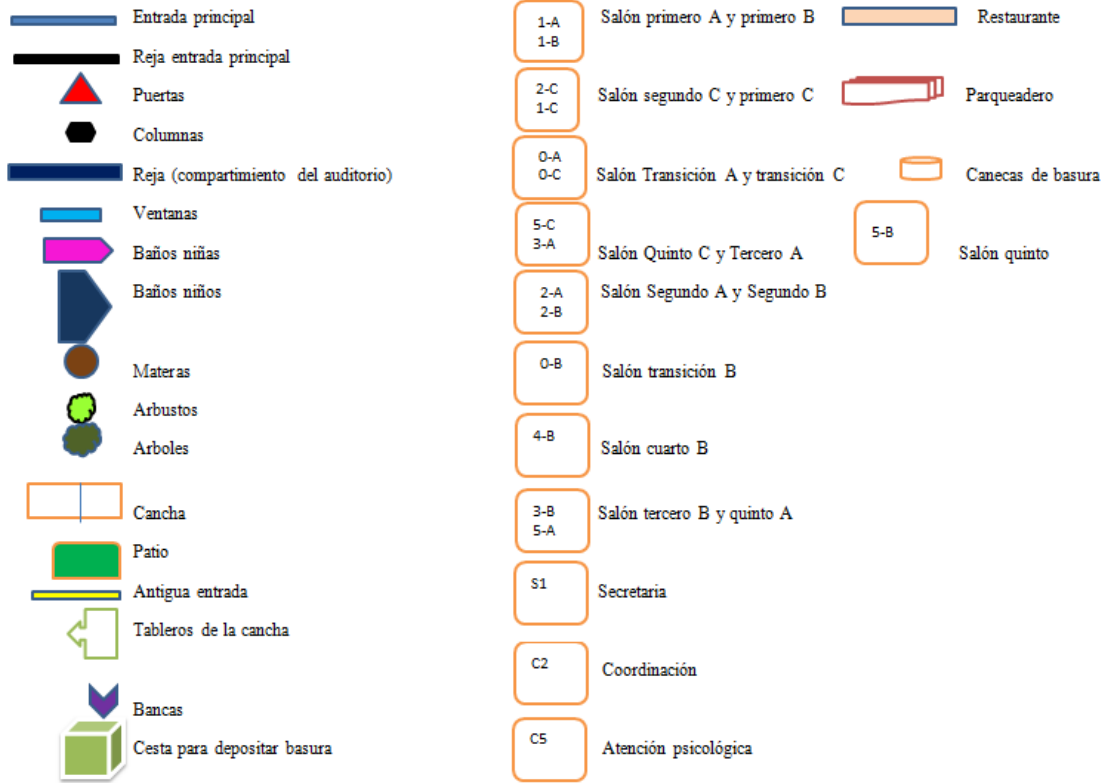 Entrada principal
Reja entrada principal
Puertas
Columnas
Reja (compartimiento del auditorio)
Ventanas
Baños niñas
Baños niños
Materas
Arbustos
Arboles
Cancha
Patio
Antigua entrada
Tableros de la cancha
Bancas
Cesta para depositar basura
1-A
1-B
Salón primero A y primero B
2-C
1-C
Salón segundo C y primero C
0-A
0-C
Salón Transición A y transición C
5-C
3-A
Salón Quinto C y Tercero A
2-A
2-B
Salón Segundo A y Segundo B
0-B
Salón transición B
4-B
Salón cuarto B
3-B
5-A
Salón tercero B y quinto A
S1
Secretaria
C2
Coordinación
C5
Atención psicológica
Restaurante
Parqueadero
Canecas de basura
5-B
Salón quinto